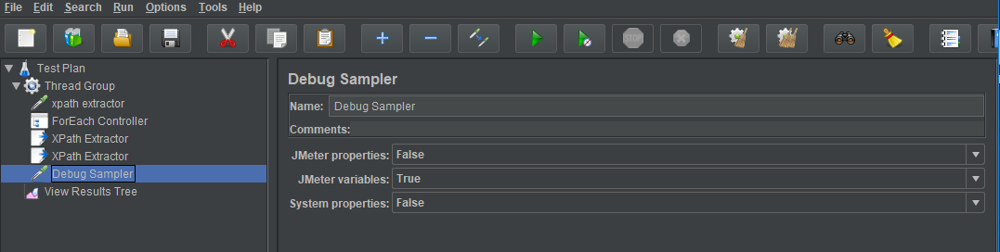 File Edit Search Run Options Tools Help
STOP
Test Plan
Thread Group
xpath extractor
ForEach Controller
XPath Extractor
XPath Extractor
Debug Sampler
View Results Tree
Debug Sampler
Name: Debug Sampler
Comments:
JMeter properties: False
JMeter variables: True
System properties: False